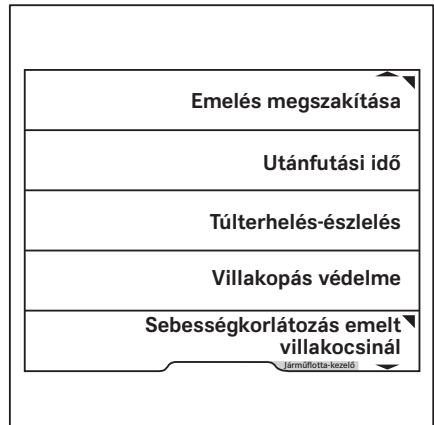 Emelés megszakítása
Utánfutási idő
Túlterhelés-észlelés
Villakopás védelme
Sebességkorlátozás emelt
villakocsinál
Járműflotta-kezelő